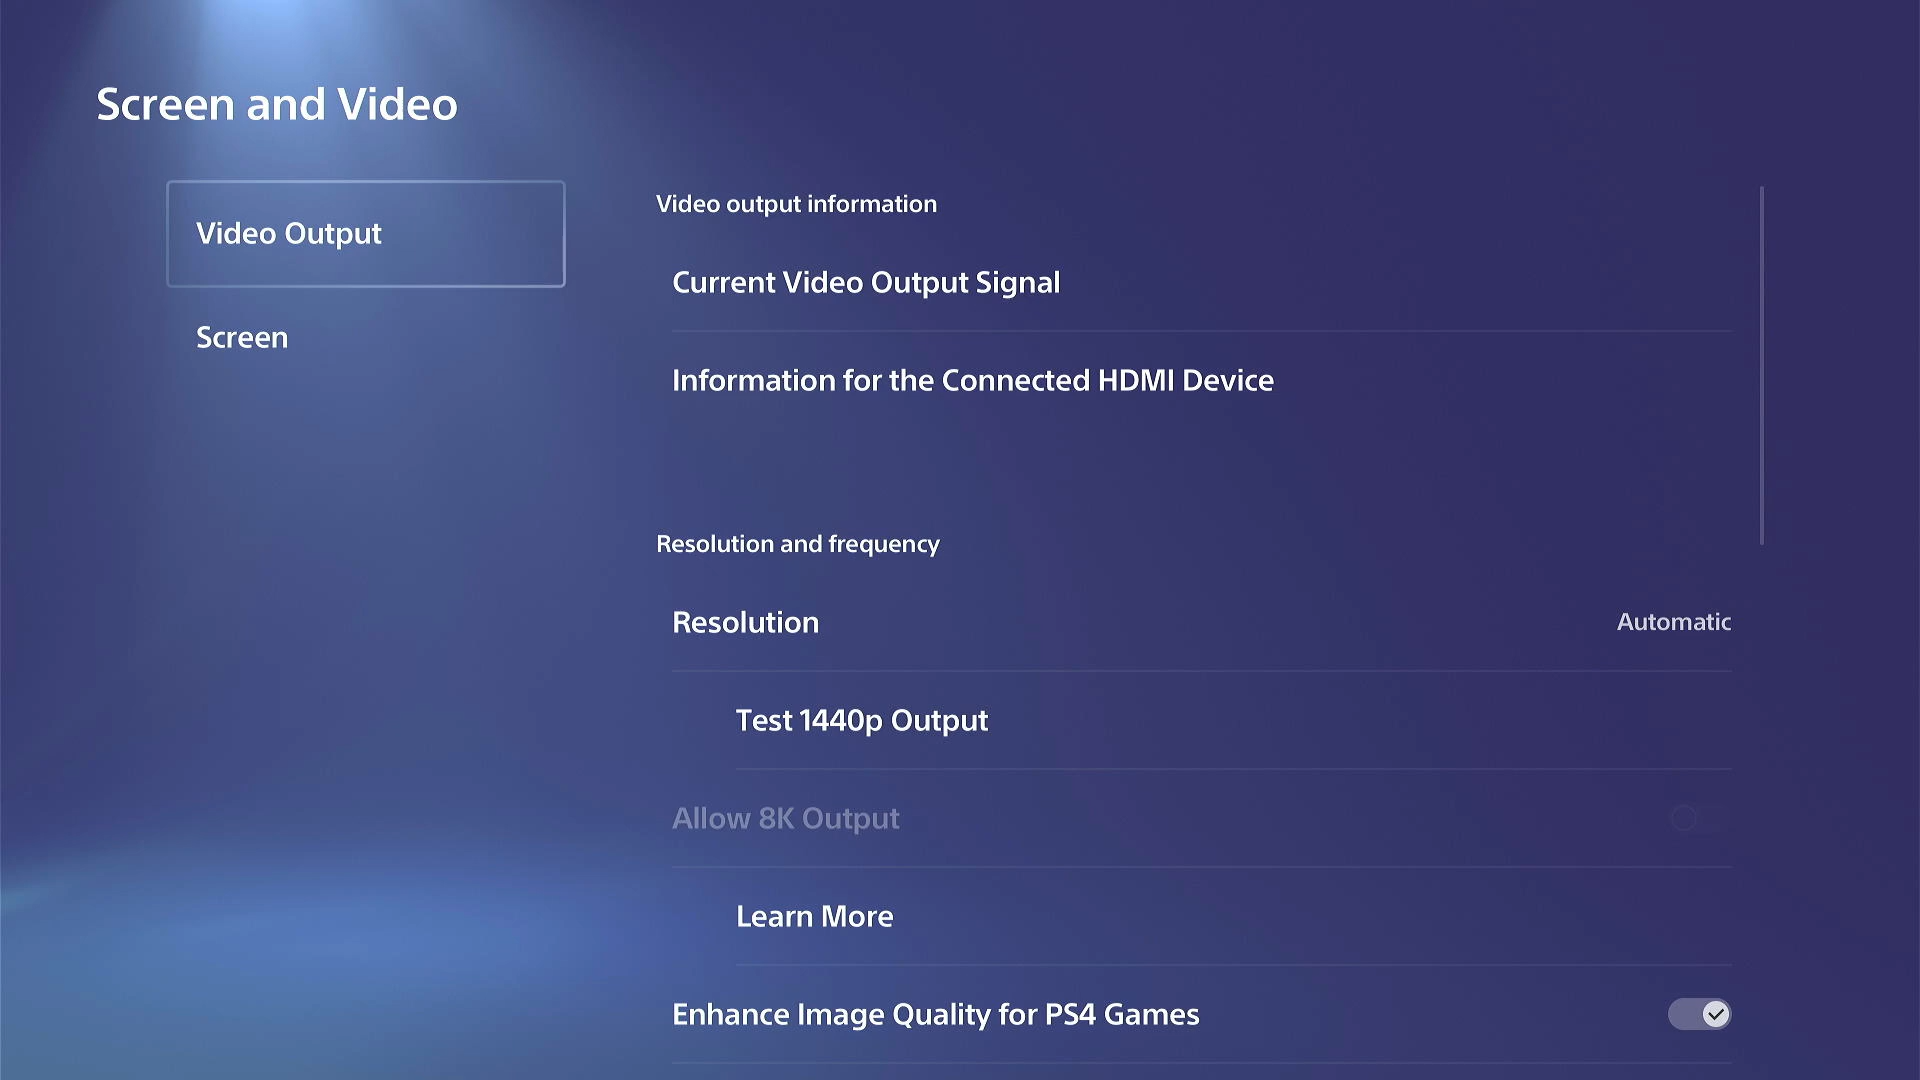 Screen and Video
Video Output
Screen
Video output information
Current Video Output Signal
Information for the Connected HDMI Device
Resolution and frequency
Resolution
Automatic
Test 1440p Output
Allow 8K Output
Learn More
Enhance Image Quality for PS4 Games